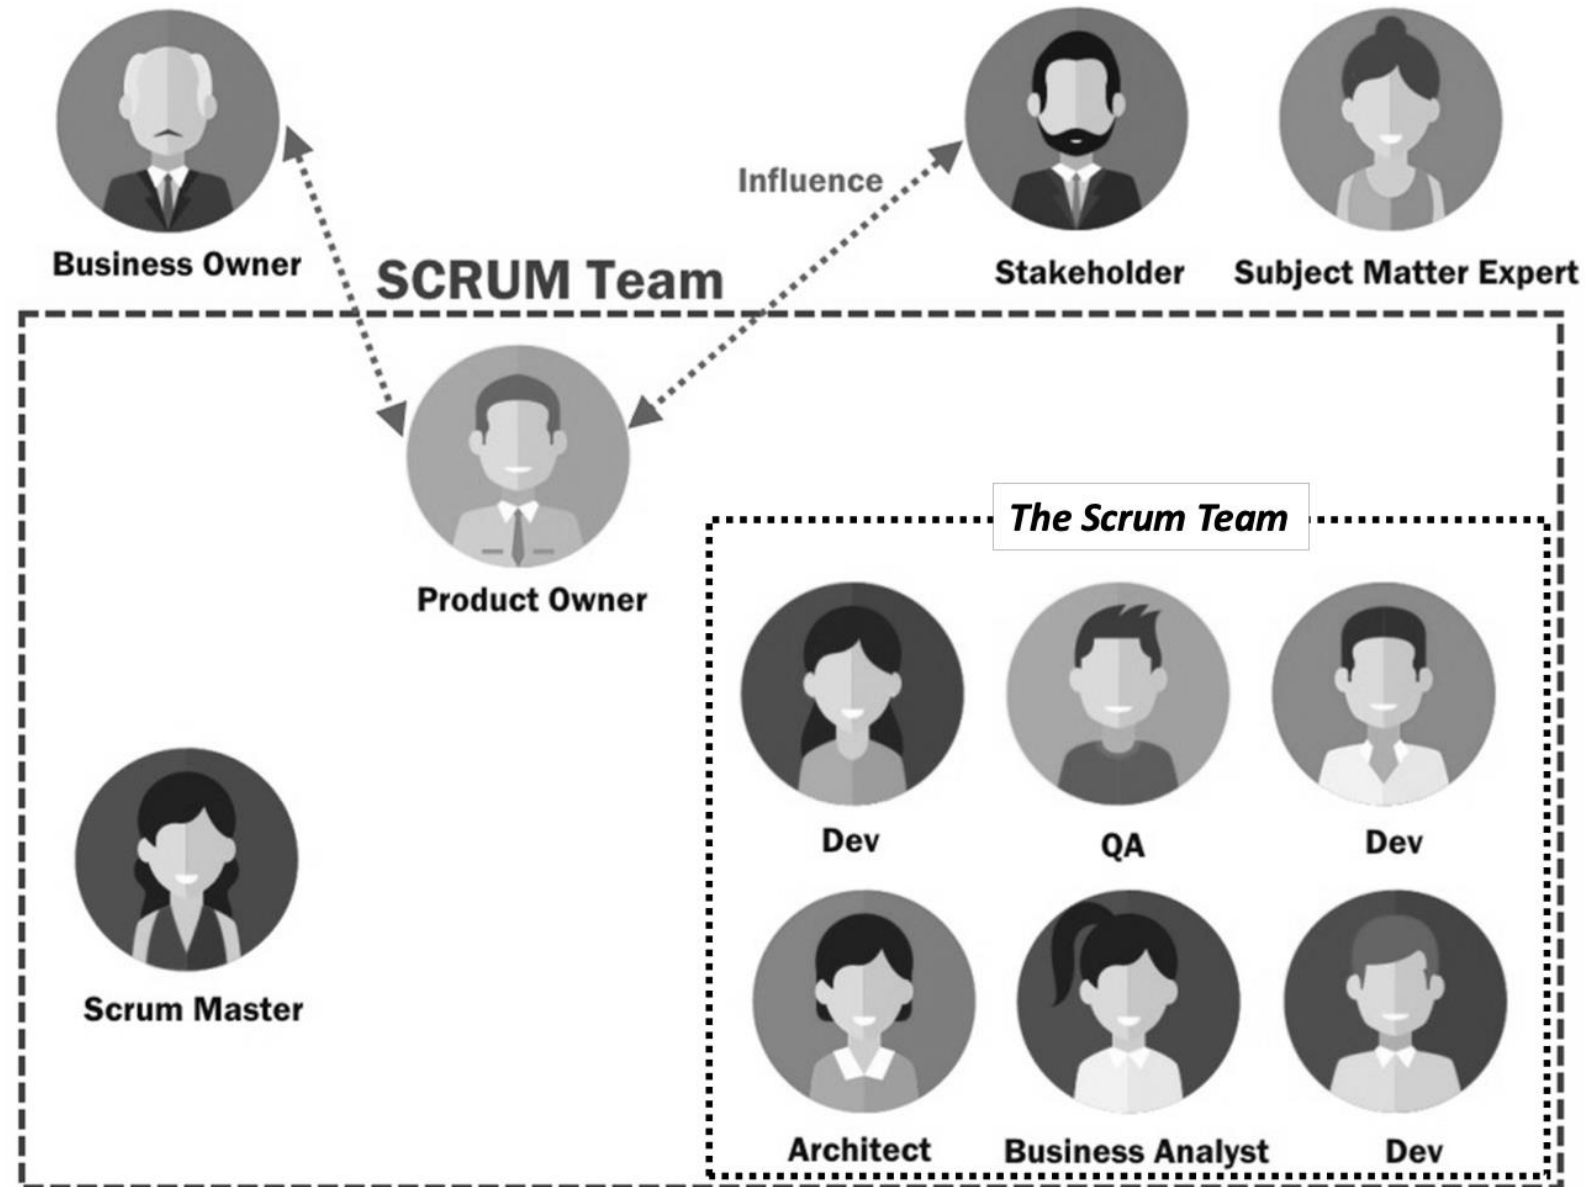 Influence
Business Owner
SCRUM Team
Stakeholder
Subject Matter Expert
Product Owner
The Scrum Team
Dev
QA
Dev
Scrum Master
Architect
Business Analyst
Dev